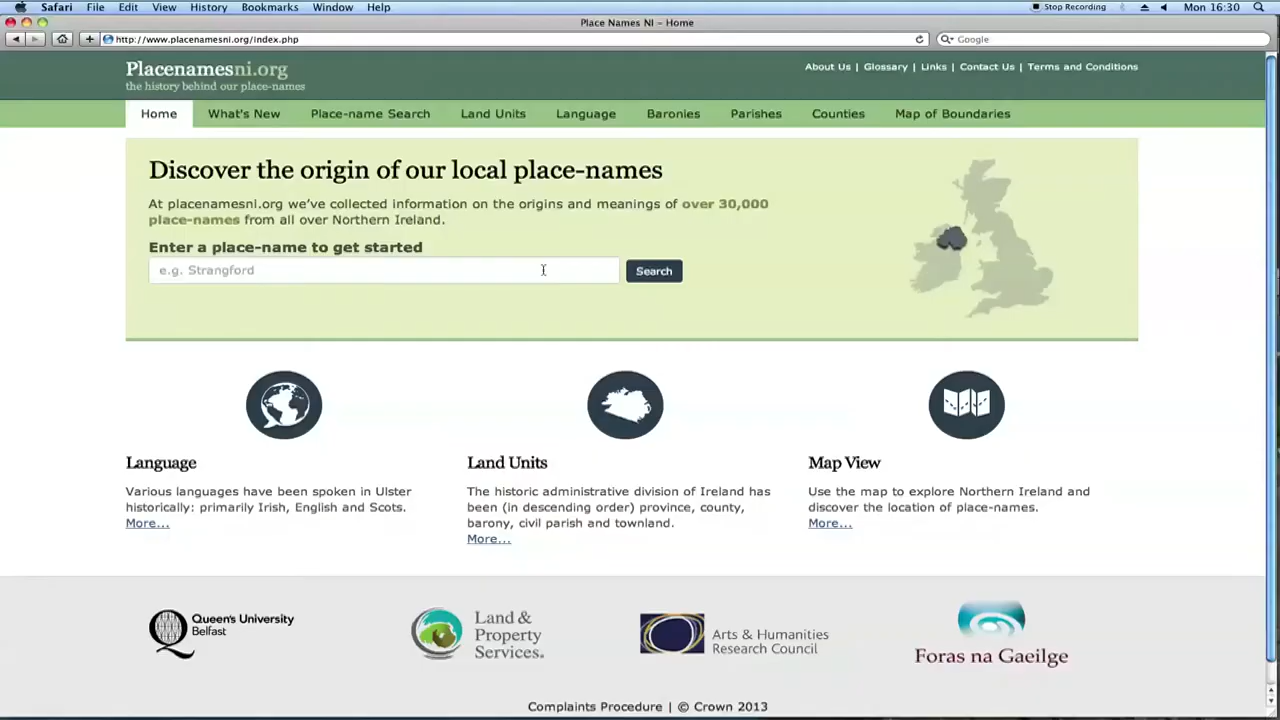 Safari File Edit View History Bookmarks Window Help Stop Recording Mon 16:30
Place Names NI – Home
http://www.placenamesni.org/index.php Google
Placenamesni.org
the history behind our place-names
About Us | Glossary | Links | Contact Us | Terms and Conditions
Home What's New Place-name Search Land Units Language Baronies Parishes Counties Map of Boundaries
Discover the origin of our local place-names
At placenamesni.org we've collected information on the origins and meanings of over 30,000
place-names from all over Northern Ireland.
Enter a place-name to get started
e.g. Strangford Search
Language
Various languages have been spoken in Ulster
historically: primarily Irish, English and Scots.
More...
Land Units
The historic administrative division of Ireland has
been (in descending order) province, county,
barony, civil parish and townland.
More...
Map View
Use the map to explore Northern Ireland and
discover the location of place-names.
More...
Queen's University
Belfast
Land &
Property
Services.
Arts & Humanities
Research Council
Foras na Gaeilge
Complaints Procedure | © Crown 2013